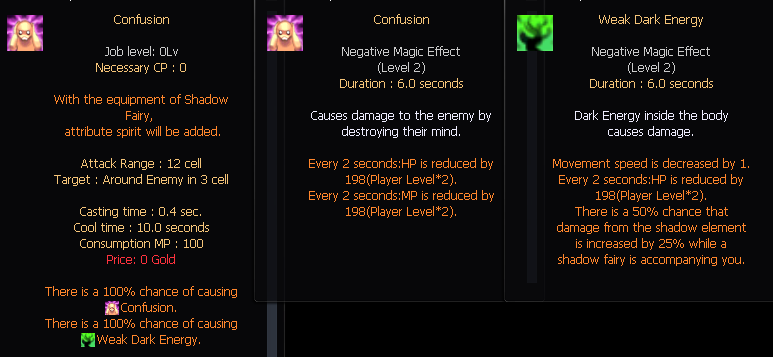 Confusion
Job level: 0Lv
Necessary CP : 0
With the equipment of Shadow
Fairy,
attribute spirit will be added.
Attack Range : 12 cell
Target : Around Enemy in 3 cell
Casting time : 0.4 sec.
Cool time : 10.0 seconds
Consumption MP : 100
Price: 0 Gold
There is a 100% chance of causing
Confusion.
There is a 100% chance of causing
Weak Dark Energy.
Confusion
Negative Magic Effect
(Level 2)
Duration : 6.0 seconds
Causes damage to the enemy by
destroying their mind.
Every 2 seconds:HP is reduced by
198(Player Level*2).
Every 2 seconds:MP is reduced by
198(Player Level*2).
Weak Dark Energy
Negative Magic Effect
(Level 2)
Duration : 6.0 seconds
Dark Energy inside the body
causes damage.
Movement speed is decreased by 1.
Every 2 seconds:HP is reduced by
198(Player Level*2).
There is a 50% chance that
damage from the shadow element
is increased by 25% while a
shadow fairy is accompanying you.